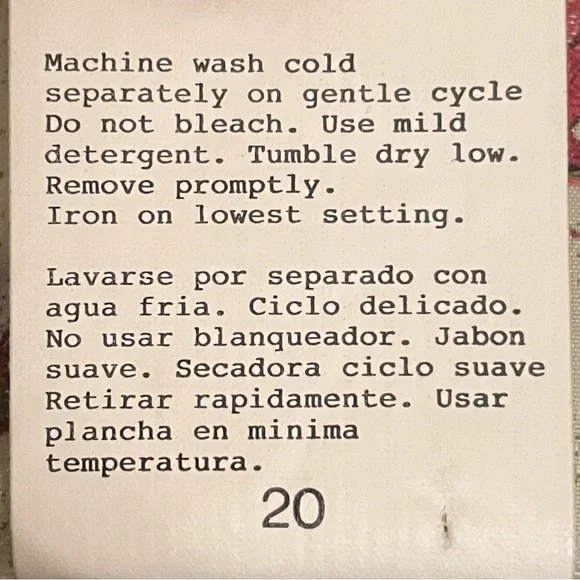 Machine wash cold
separately on gentle cycle
Do not bleach. Use mild
detergent. Tumble dry low.
Remove promptly.
Iron on lowest setting.
Lavarse por separado con
agua fria. Ciclo delicado.
No usar blanqueador. Jabon
suave. Secadora ciclo suave
Retirar rapidamente. Usar
plancha en minima
temperatura.
20